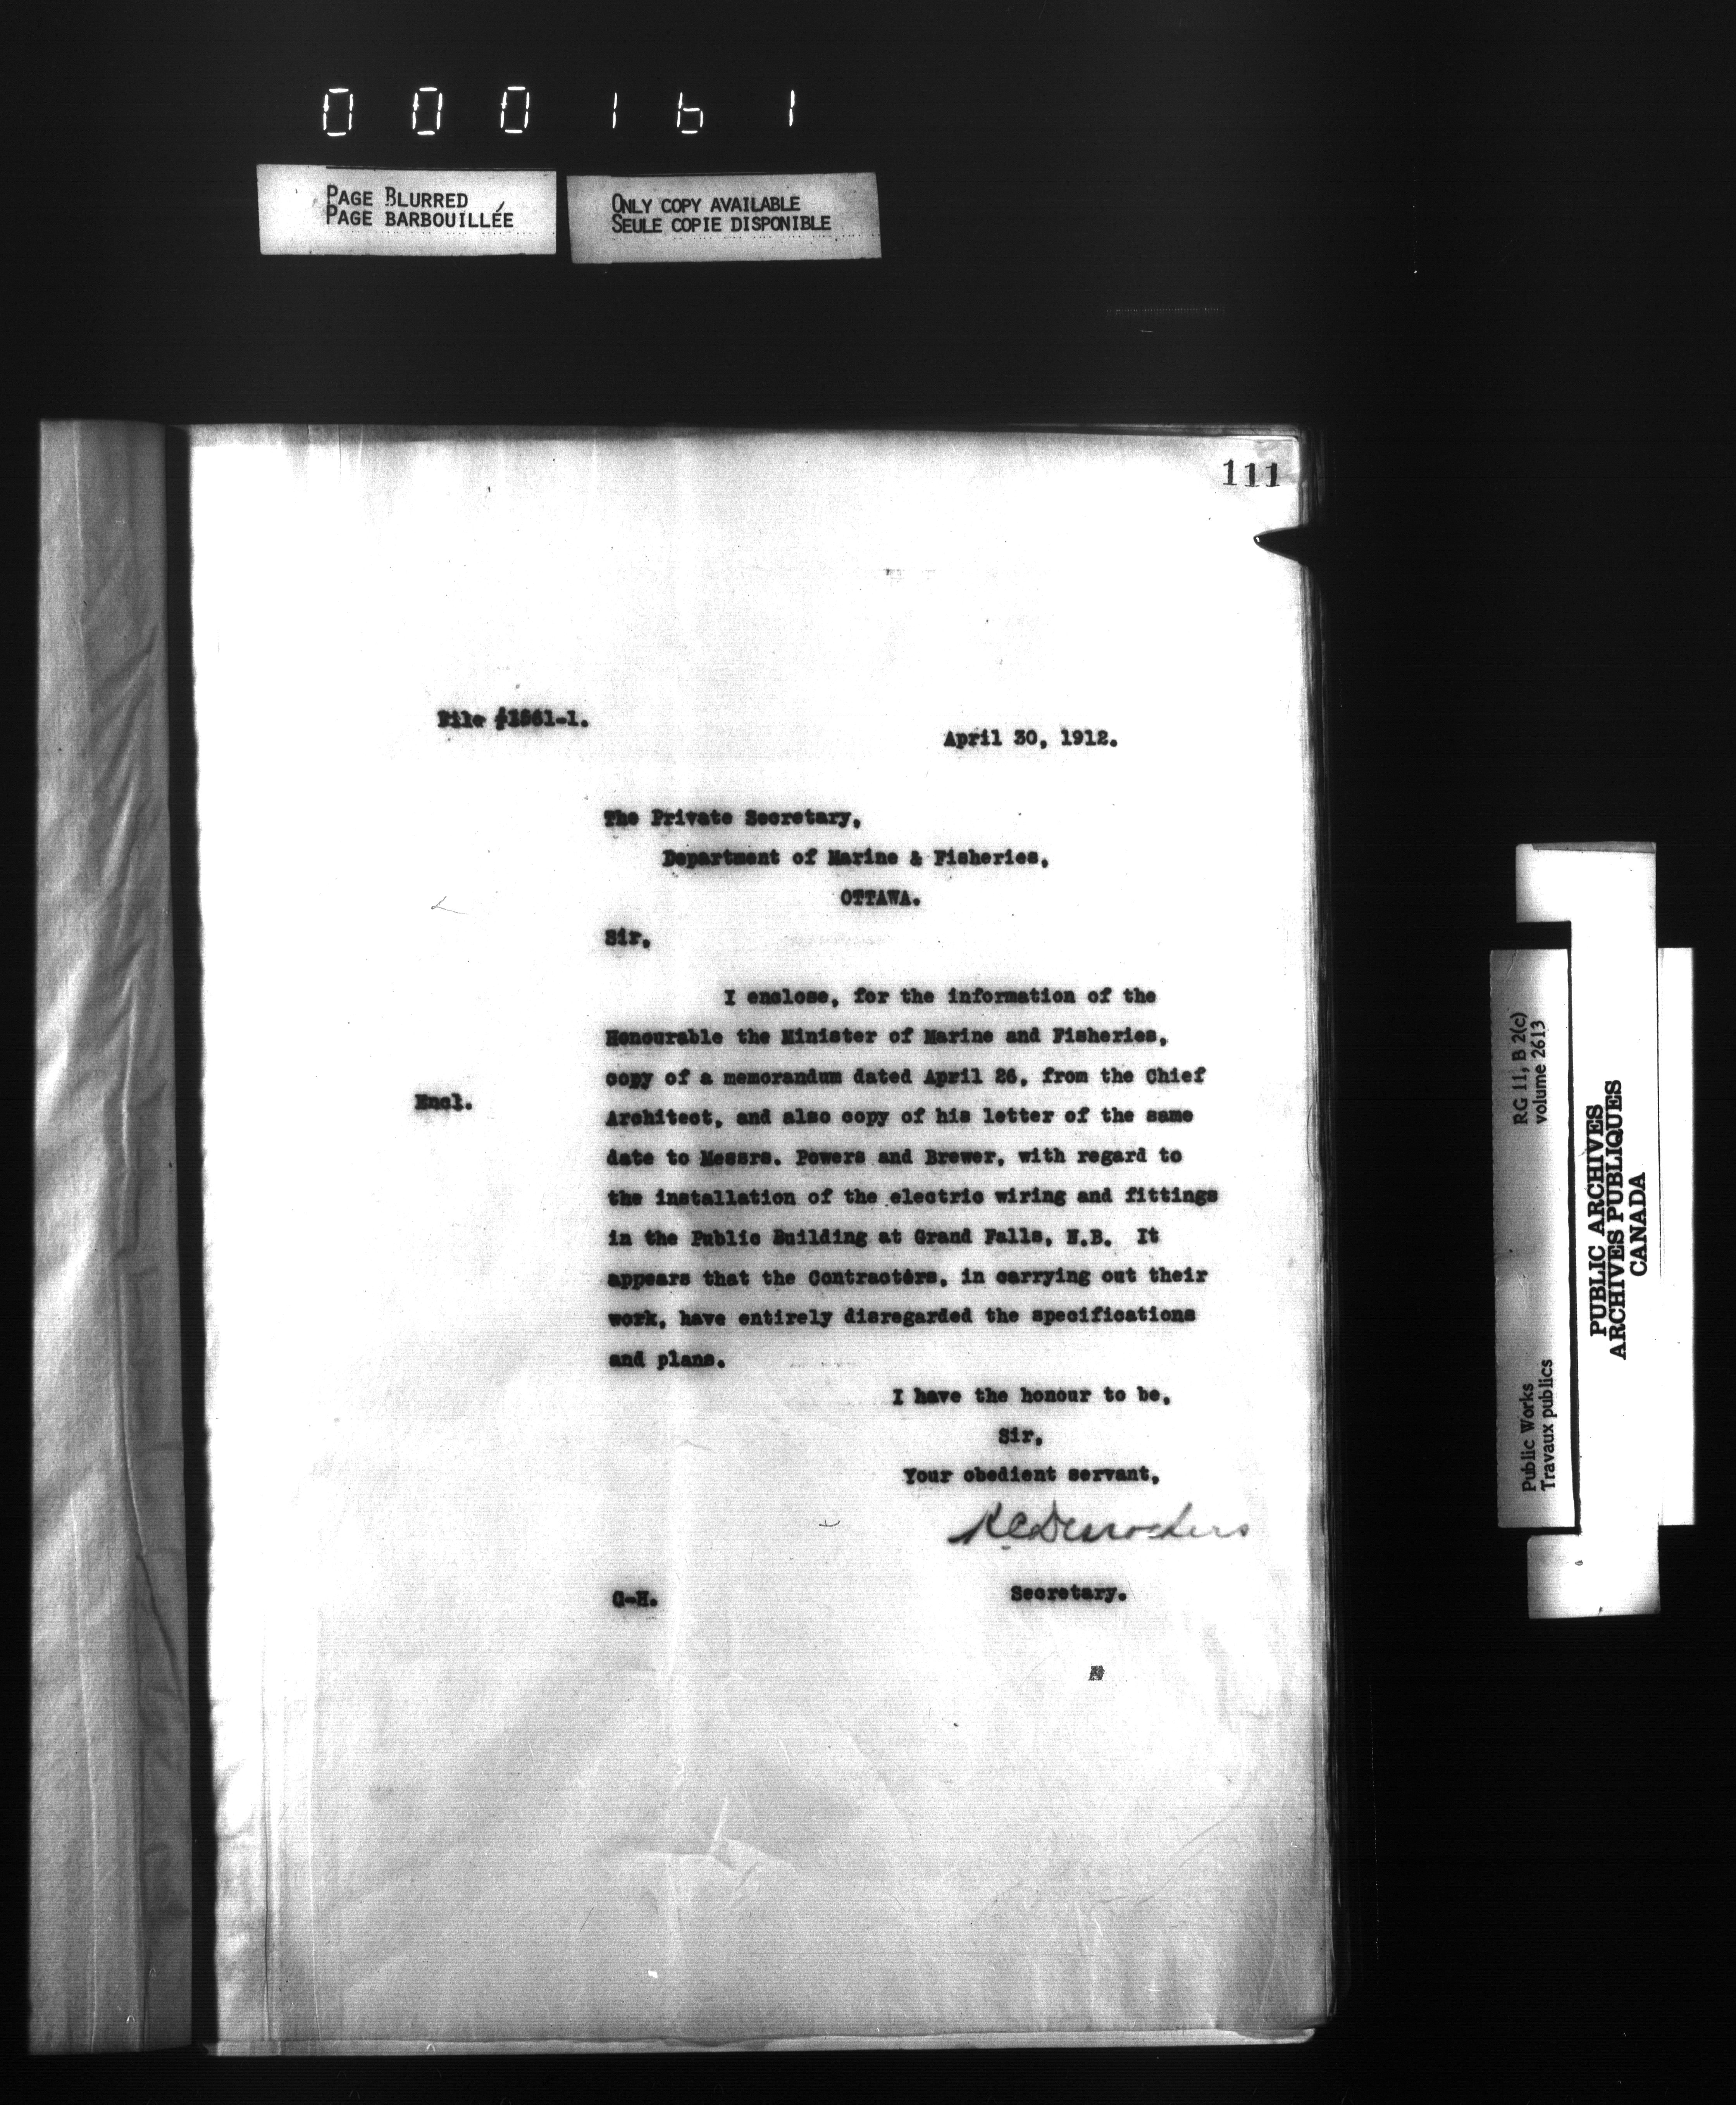 000161
PAGE BLURRED
PAGE BARBOUILLÉE
ONLY COPY AVAILABLE
SEULE COPIE DISPONIBLE
111
File #1561-1.
April 30, 1912.
The Private Secretary,
Department of Marine & Fisheries,
OTTAWA.
Sir,
I enclose, for the information of the
Honourable the Minister of Marine and Fisheries,
copy of a memorandum dated April 26, from the Chief
Encl.
Architect, and also copy of his letter of the same
date to Messrs. Powers and Brewer, with regard to
the installation of the electric wiring and fittings
in the Public Building at Grand Falls, N.B. It
appears that the Contractors, in carrying out their
work, have entirely disregarded the specifications
and plans.
I have the honour to be,
Sir,
Your obedient servant,
RCDesrochers
G-H.
Secretary.
RG 11, B 2(c)
volume 2613
Public Works
Travaux publics
PUBLIC ARCHIVES
ARCHIVES PUBLIQUES
CANADA